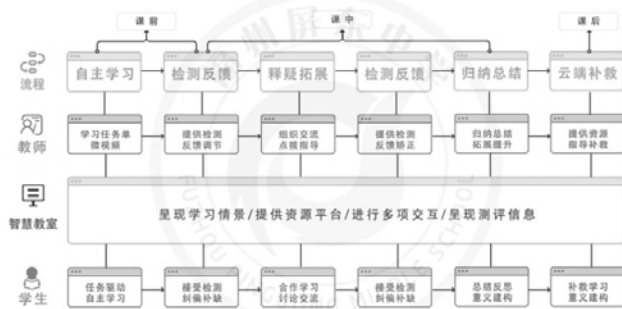 课前
课中
课后
流程
自主学习
检测反馈
释疑拓展
检测反馈
归纳总结
云端补救
教师
学习任务单
微视频
提供检测
反馈调节
组织交流
点拨指导
提供检测
反馈矫正
归纳总结
拓展提升
提供资源
指导补救
智慧教室
呈现学习情景/提供资源平台/进行多项交互/呈现测评信息
学生
任务驱动
自主学习
接受检测
纠偏补缺
合作学习
讨论交流
接受检测
纠偏补缺
总结反思
意义建构
补救学习
意义建构